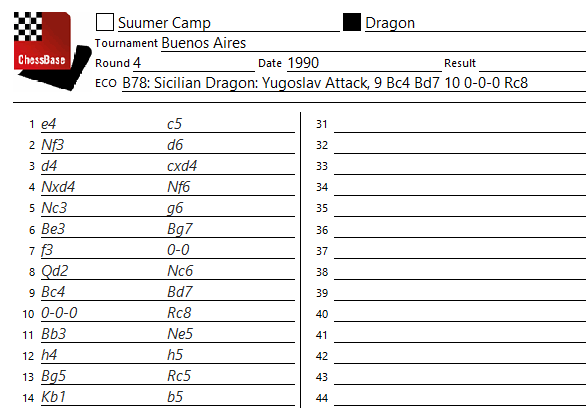 Suumer Camp Dragon
Tournament Buenos Aires
Round 4 Date 1990 Result
ECO B78: Sicilian Dragon: Yugoslav Attack, 9 Bc4 Bd7 10 0-0-0 Rc8
ChessBase
1 e4 c5 31
2 Nf3 d6 32
3 d4 cxd4 33
4 Nxd4 Nf6 34
5 Nc3 g6 35
6 Be3 Bg7 36
7 f3 0-0 37
8 Qd2 Nc6 38
9 Bc4 Bd7 39
10 0-0-0 Rc8 40
11 Bb3 Ne5 41
12 h4 h5 42
13 Bg5 Rc5 43
14 Kb1 b5 44